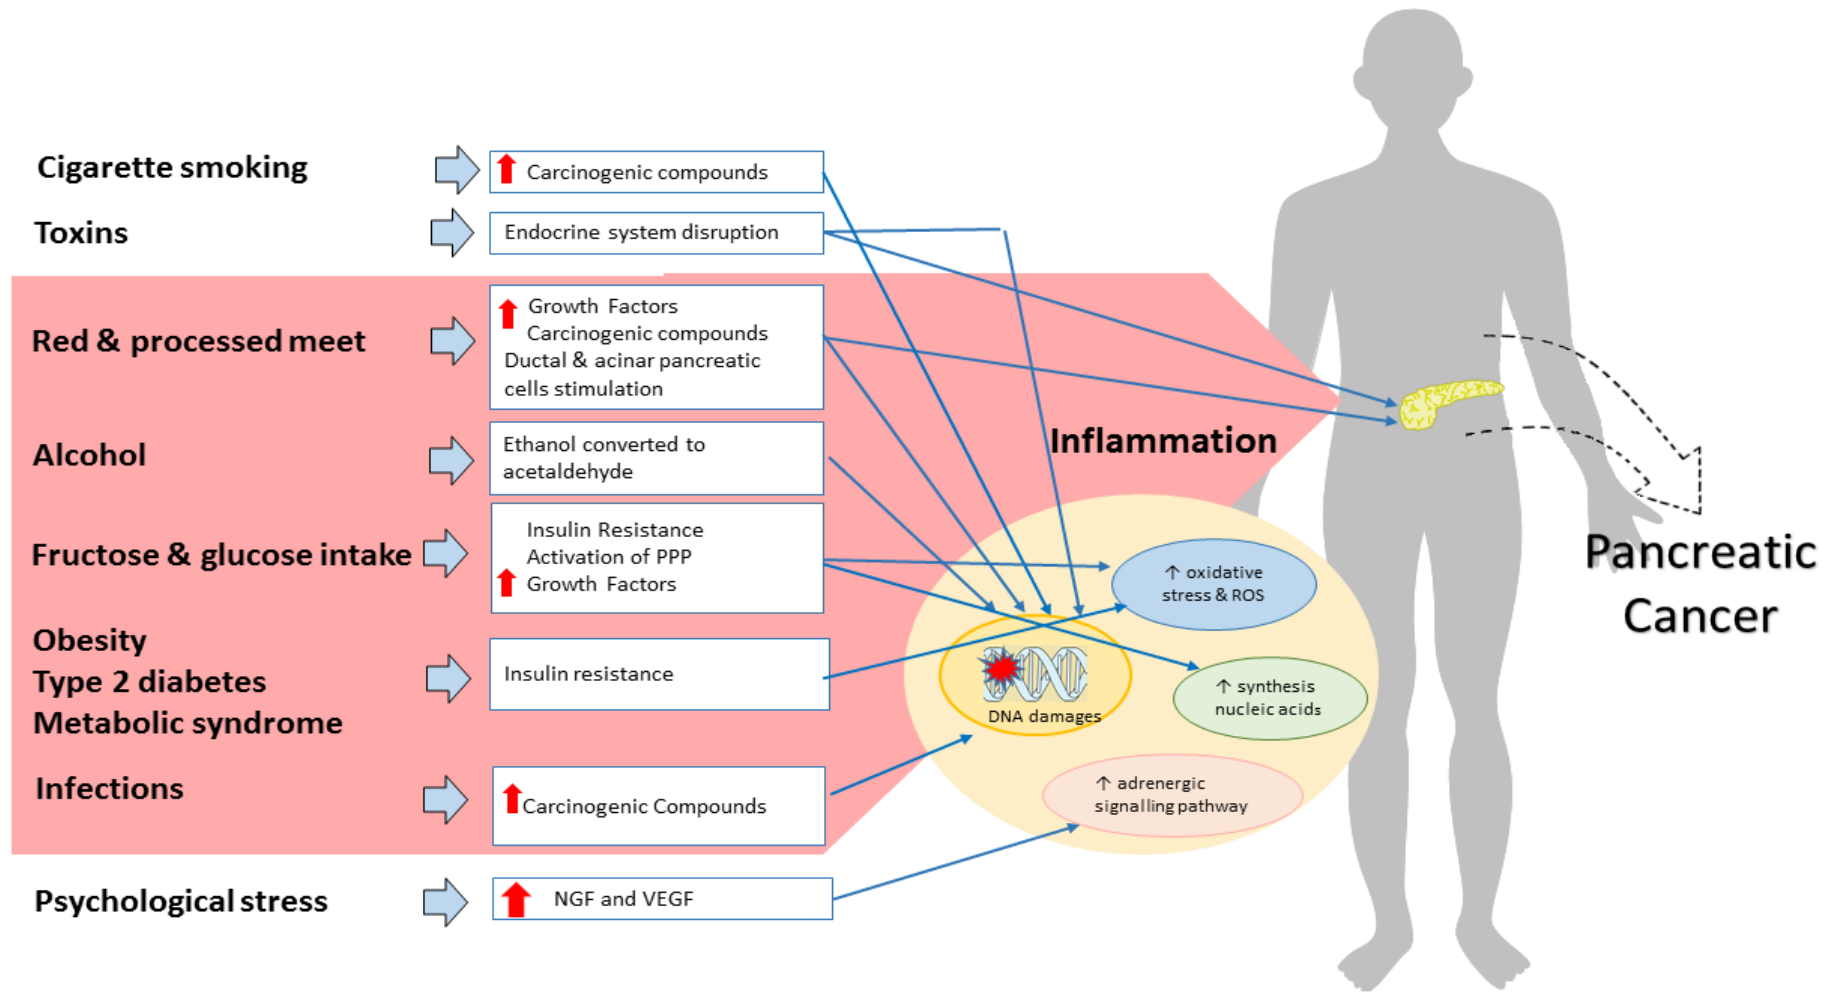 Cigarette smoking
Carcinogenic compounds
Toxins
Endocrine system disruption
Red & processed meet
Growth Factors
Carcinogenic compounds
Ductal & acinar pancreatic
cells stimulation
Alcohol
Ethanol converted to
acetaldehyde
Fructose & glucose intake
Insulin Resistance
Activation of PPP
Growth Factors
Obesity
Type 2 diabetes
Metabolic syndrome
Insulin resistance
Infections
Carcinogenic Compounds
Psychological stress
NGF and VEGF
Inflammation
↑ oxidative
stress & ROS
DNA damages
↑ synthesis
nucleic acids
↑ adrenergic
signalling pathway
Pancreatic
Cancer